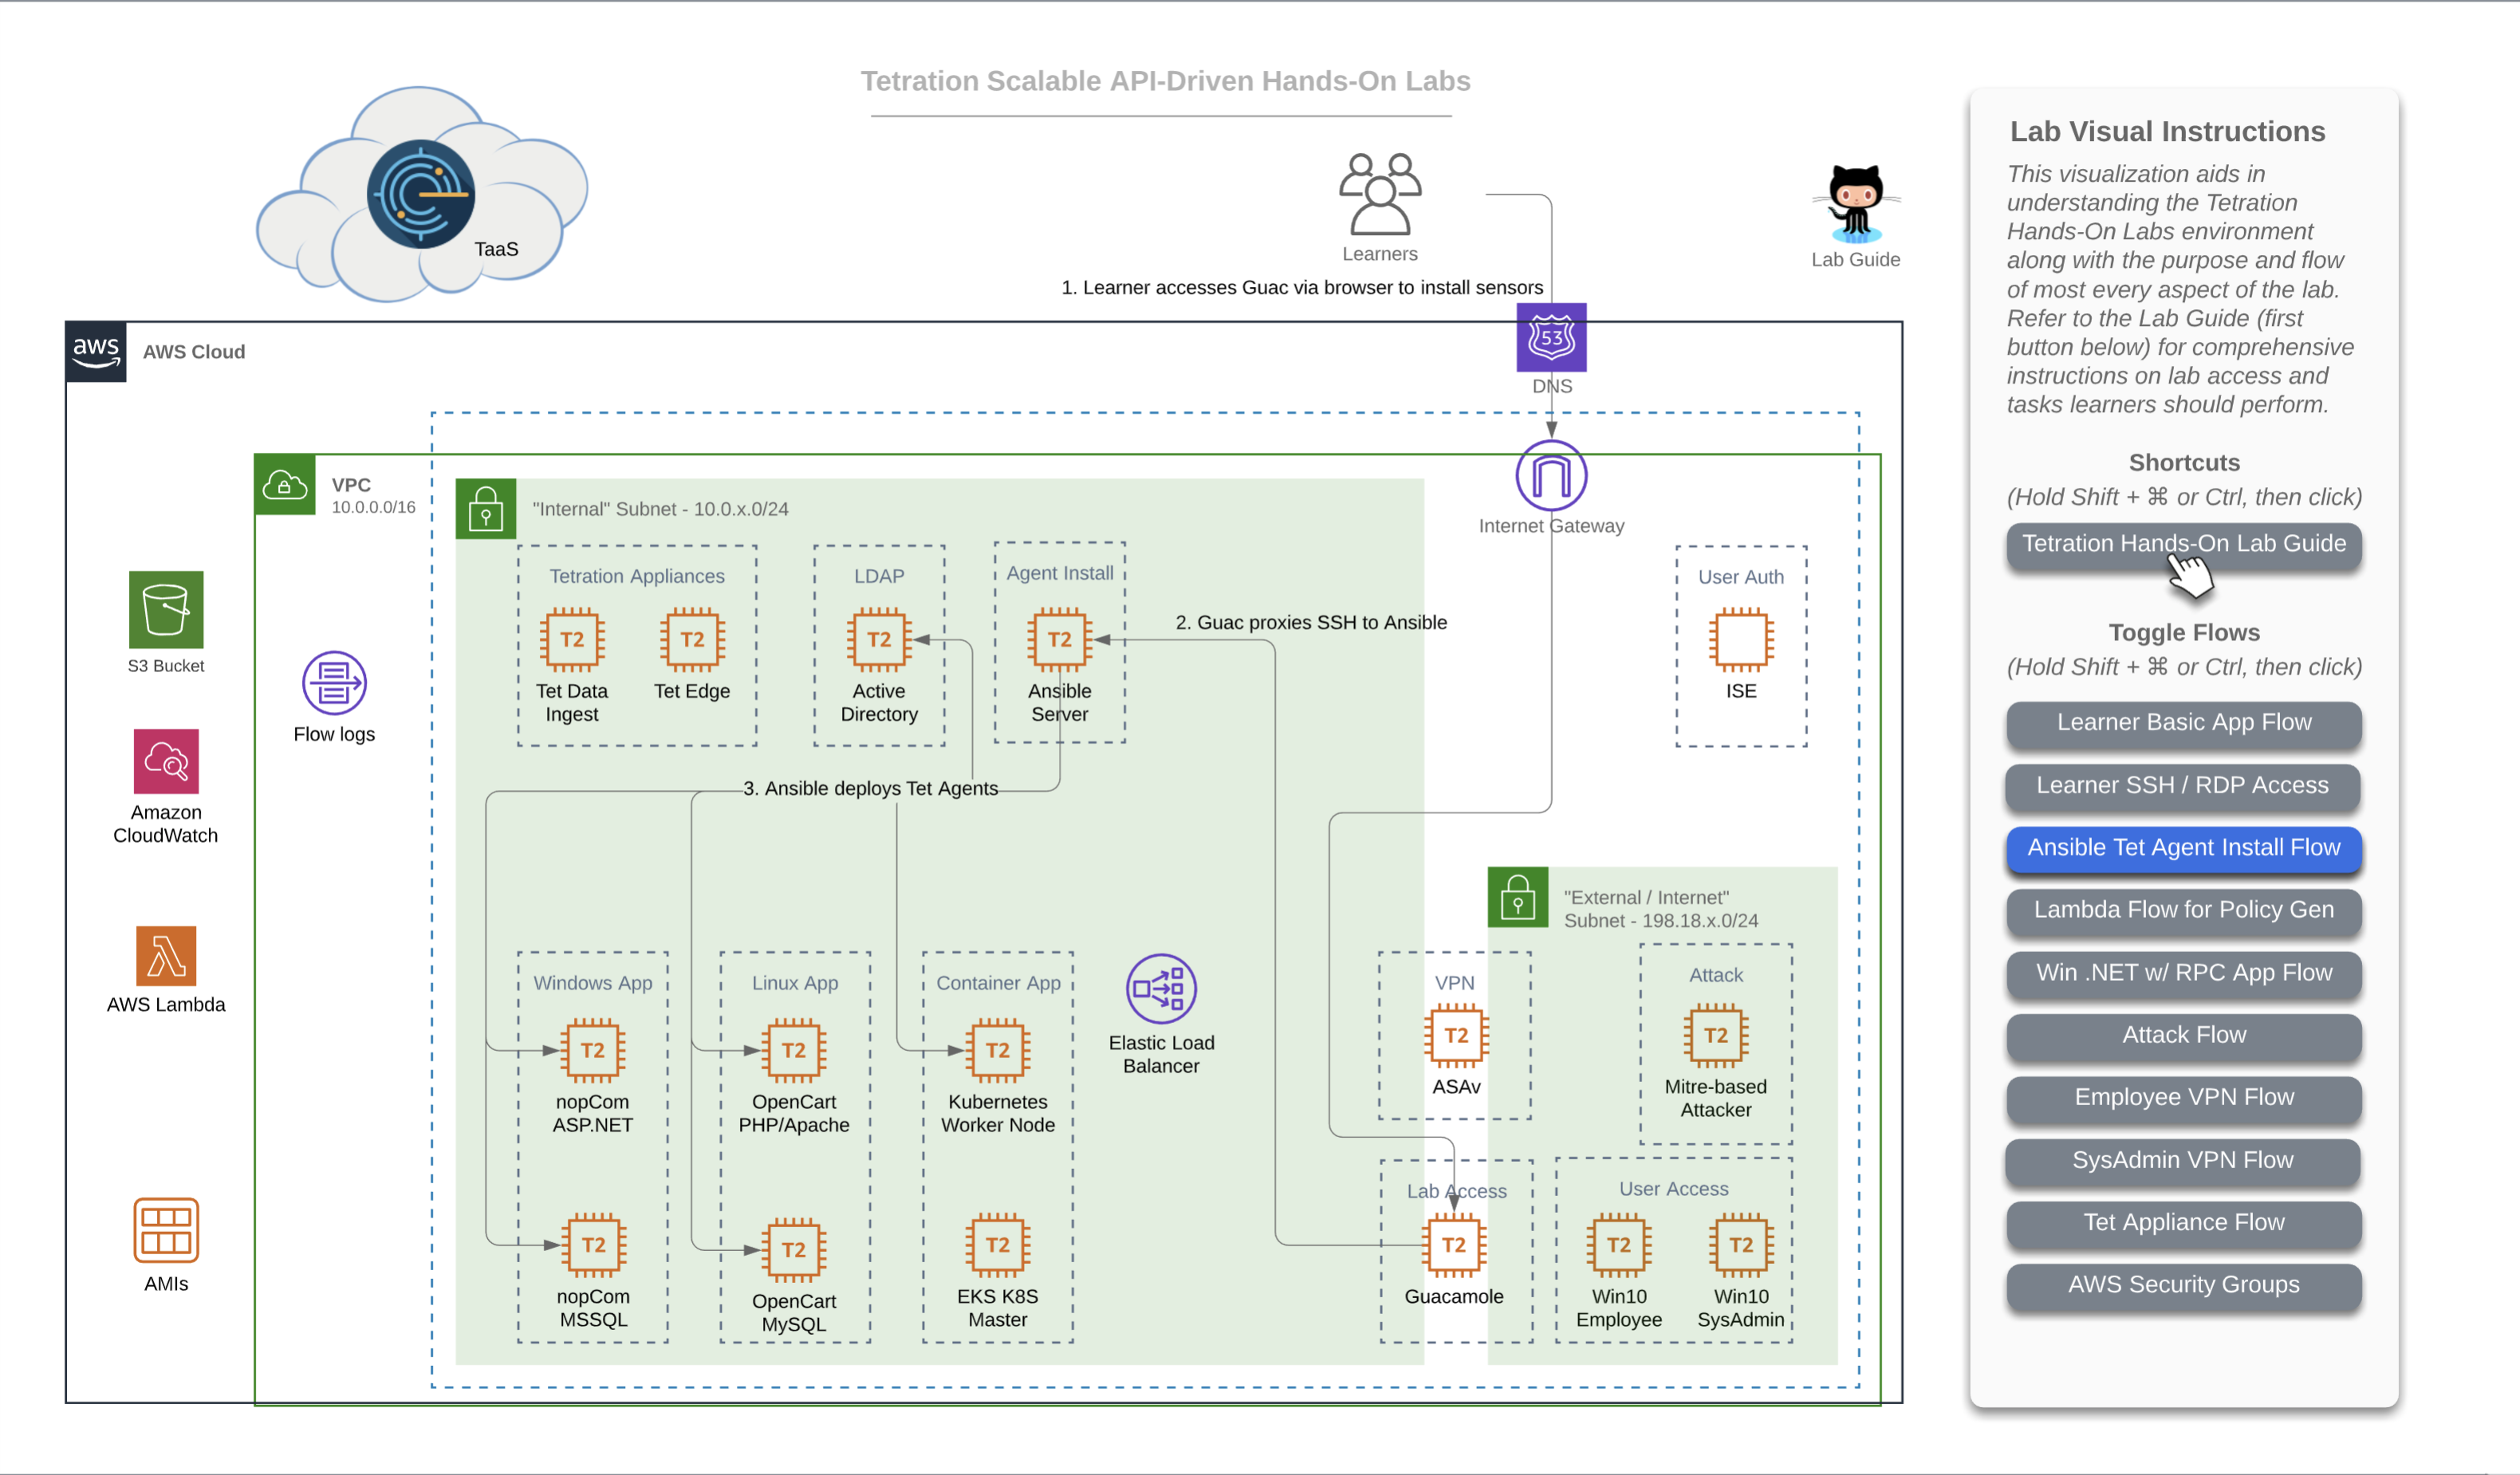 Tetration Scalable API-Driven Hands-On Labs
TaaS
Learners
Lab Guide
1. Learner accesses Guac via browser to install sensors
aws
AWS Cloud
53
DNS
VPC
10.0.0.0/16
"Internal" Subnet - 10.0.x.0/24
Internet Gateway
Tetration Appliances
LDAP
Agent Install
User Auth
2. Guac proxies SSH to Ansible
T2
T2
T2
T2
Tet Data
Ingest
Tet Edge
Active
Directory
Ansible
Server
ISE
S3 Bucket
Flow logs
Amazon
CloudWatch
3. Ansible deploys Tet Agents
"External / Internet"
Subnet - 198.18.x.0/24
AWS Lambda
Windows App
Linux App
Container App
VPN
Attack
T2
T2
T2
T2
T2
Elastic Load
Balancer
nopCom
ASP.NET
OpenCart
PHP/Apache
Kubernetes
Worker Node
ASAv
Mitre-based
Attacker
Lab Access
User Access
T2
T2
T2
T2
T2
T2
AMIs
nopCom
MSSQL
OpenCart
MySQL
EKS K8S
Master
Guacamole
Win10
Employee
Win10
SysAdmin
Lab Visual Instructions
This visualization aids in
understanding the Tetration
Hands-On Labs environment
along with the purpose and flow
of most every aspect of the lab.
Refer to the Lab Guide (first
button below) for comprehensive
instructions on lab access and
tasks learners should perform.
Shortcuts
(Hold Shift + ⌘ or Ctrl, then click)
Tetration Hands-On Lab Guide
Toggle Flows
(Hold Shift + ⌘ or Ctrl, then click)
Learner Basic App Flow
Learner SSH / RDP Access
Ansible Tet Agent Install Flow
Lambda Flow for Policy Gen
Win .NET w/ RPC App Flow
Attack Flow
Employee VPN Flow
SysAdmin VPN Flow
Tet Appliance Flow
AWS Security Groups